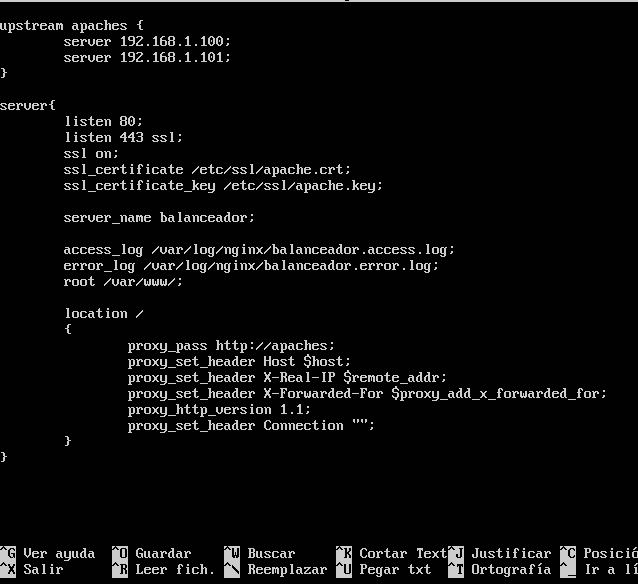 upstream apaches {
server 192.168.1.100;
server 192.168.1.101;
}
server{
listen 80;
listen 443 ssl;
ssl on;
ssl_certificate /etc/ssl/apache.crt;
ssl_certificate_key /etc/ssl/apache.key;
server_name balanceador;
access_log /var/log/nginx/balanceador.access.log;
error_log /var/log/nginx/balanceador.error.log;
root /var/www/;
location /
{
proxy_pass http://apaches;
proxy_set_header Host $host;
proxy_set_header X-Real-IP $remote_addr;
proxy_set_header X-Forwarded-For $proxy_add_x_forwarded_for;
proxy_http_version 1.1;
proxy_set_header Connection "";
}
}
^G Ver ayuda ^O Guardar ^W Buscar ^K Cortar Text ^J Justificar ^C Posició
^X Salir ^R Leer fich. ^\ Reemplazar ^U Pegar txt ^T Ortografía ^_ Ir a lí